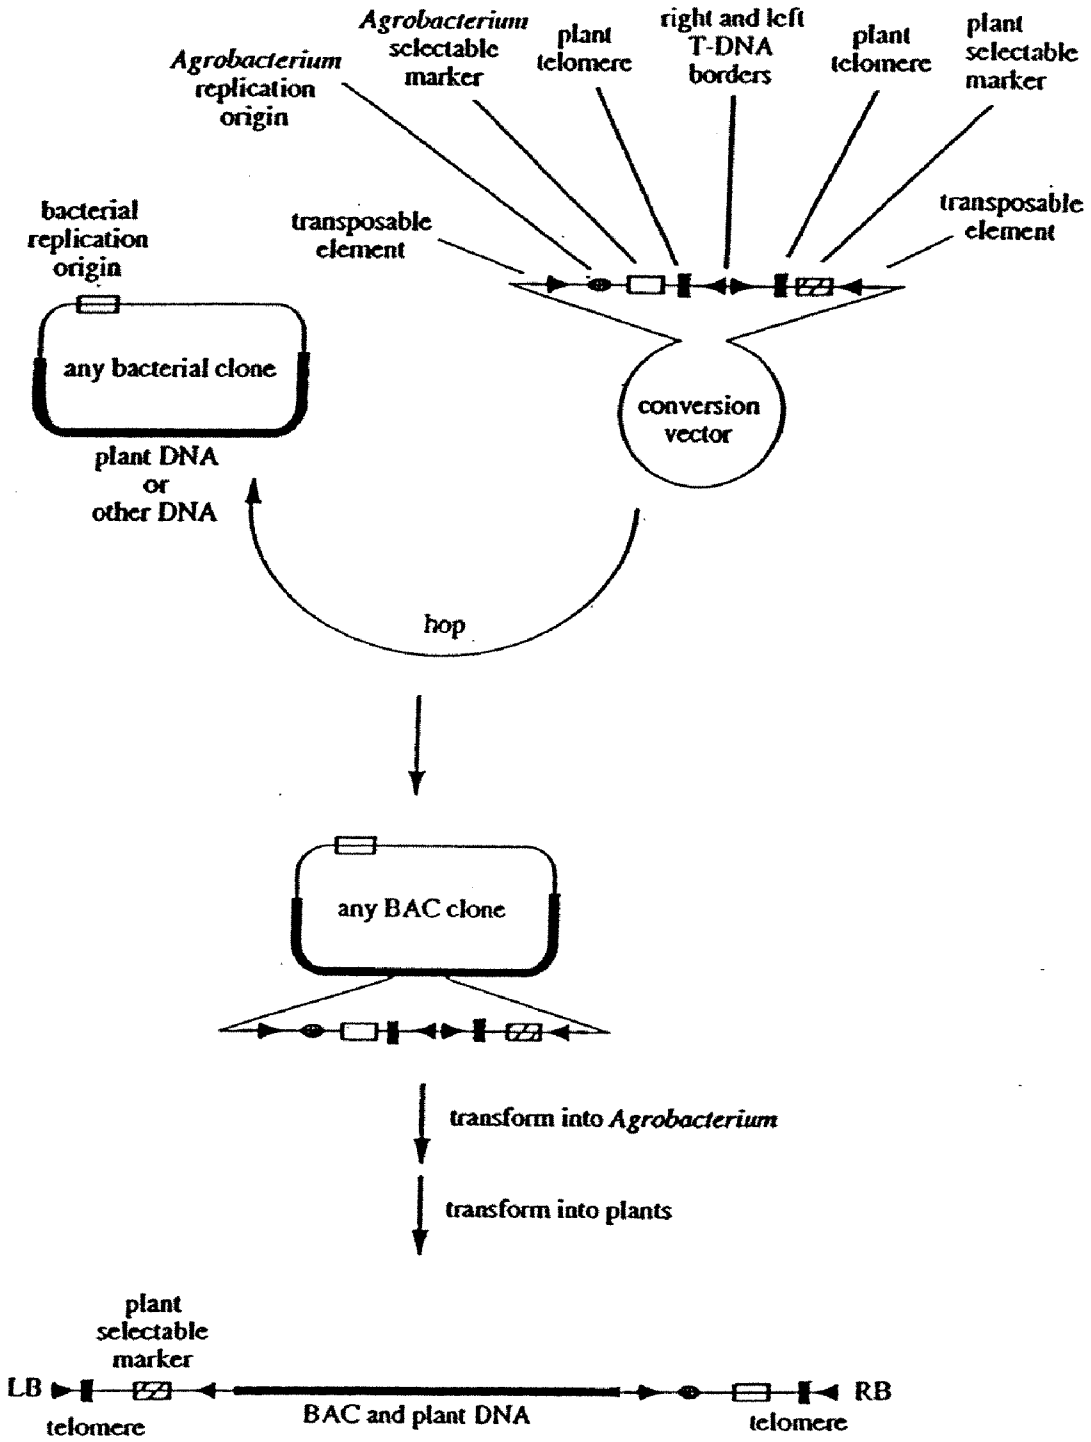 Agrobacterium
replication
origin
Agrobacterium
selectable
marker
plant
telomere
right and left
T-DNA
borders
plant
telomere
plant
selectable
marker
bacterial
replication
origin
transposable
element
transposable
element
any bacterial clone
conversion
vector
plant DNA
or
other DNA
hop
any BAC clone
transform into Agrobacterium
transform into plants
plant
selectable
marker
LB
RB
telomere
BAC and plant DNA
telomere